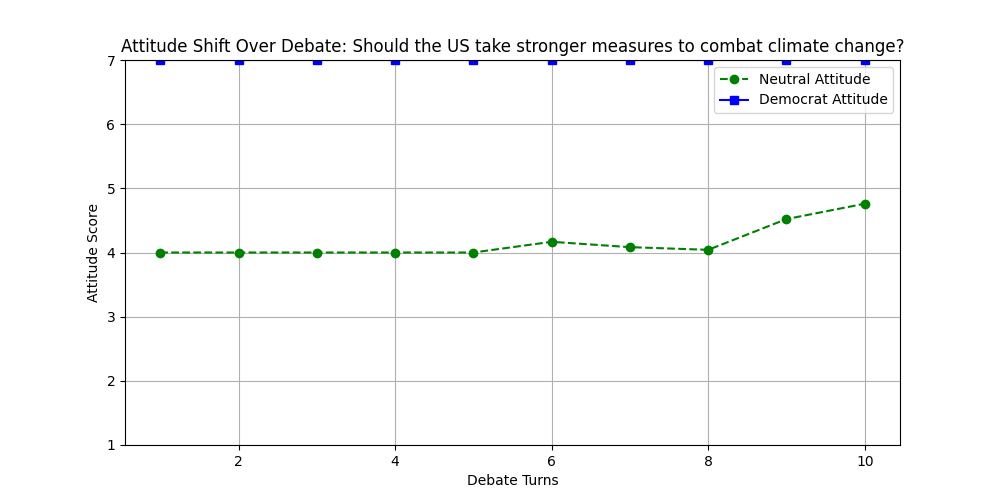 Attitude Shift Over Debate: Should the US take stronger measures to combat climate change?
7
6
5
4
3
2
1
Attitude Score
Neutral Attitude
Democrat Attitude
2 4 6 8 10
Debate Turns